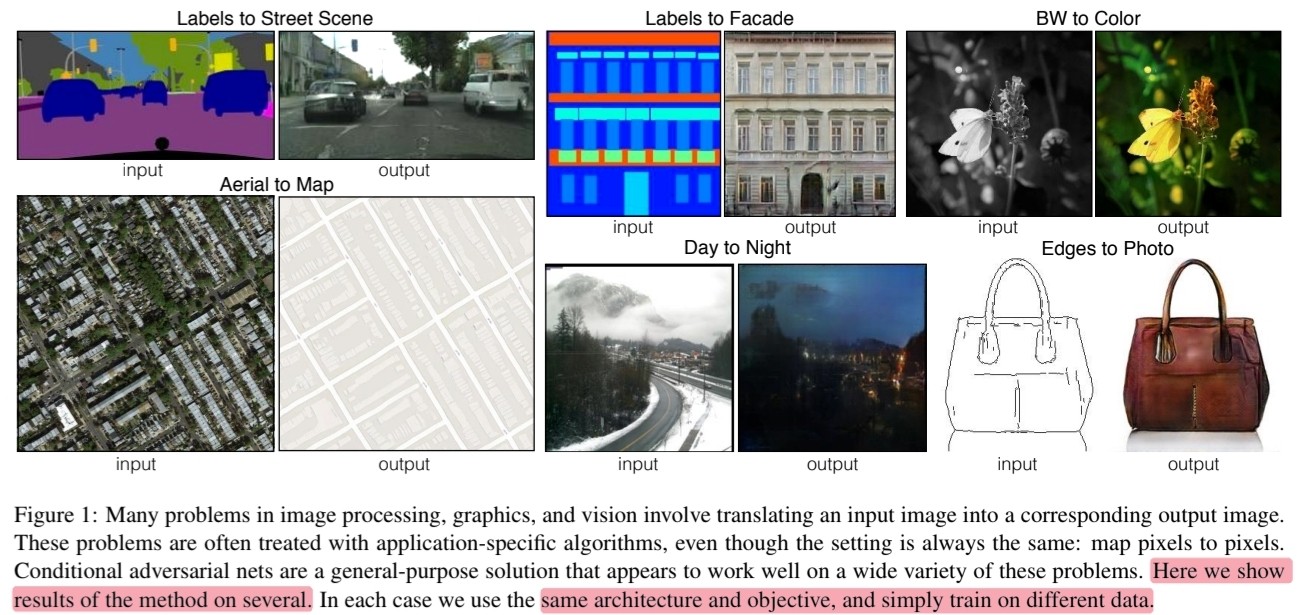 Labels to Street Scene
input
output
Aerial to Map
input
output
Labels to Facade
input
output
BW to Color
input
output
Day to Night
input
output
Edges to Photo
input
output
Figure 1: Many problems in image processing, graphics, and vision involve translating an input image into a corresponding output image.
These problems are often treated with application-specific algorithms, even though the setting is always the same: map pixels to pixels.
Conditional adversarial nets are a general-purpose solution that appears to work well on a wide variety of these problems. Here we show
results of the method on several. In each case we use the same architecture and objective, and simply train on different data.